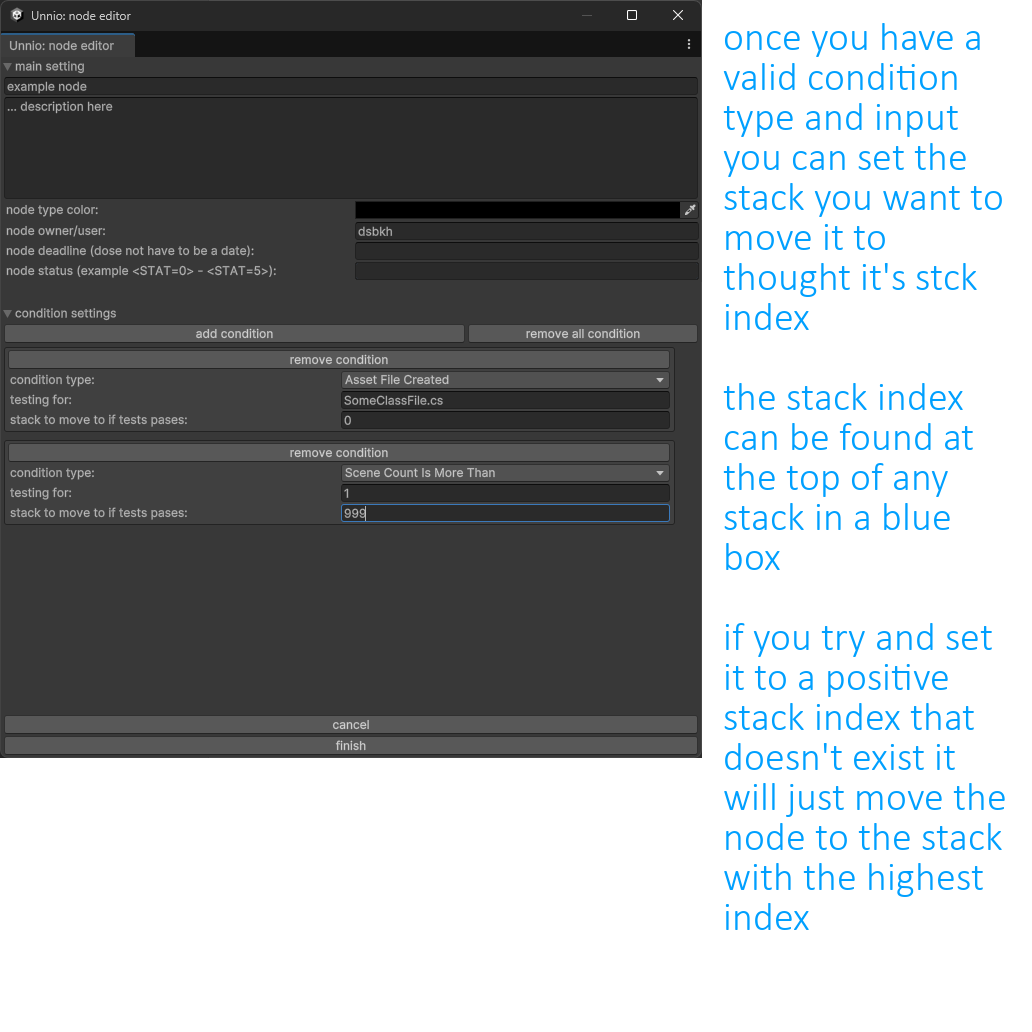 Unnio: node editor
Unnio: node editor
main setting
example node
... description here
node type color:
node owner/user:
dsbkh
node deadline (dose not have to be a date):
node status (example <STAT=0> - <STAT=5>):
condition settings
add condition
remove all condition
remove condition
condition type:
Asset File Created
testing for:
SomeClassFile.cs
stack to move to if tests pases:
0
remove condition
condition type:
Scene Count Is More Than
testing for:
1
stack to move to if tests pases:
999
cancel
finish
once you have a
valid condition
type and input
you can set the
stack you want to
move it to
thought it's stck
index
the stack index
can be found at
the top of any
stack in a blue
box
if you try and set
it to a positive
stack index that
doesn't exist it
will just move the
node to the stack
with the highest
index